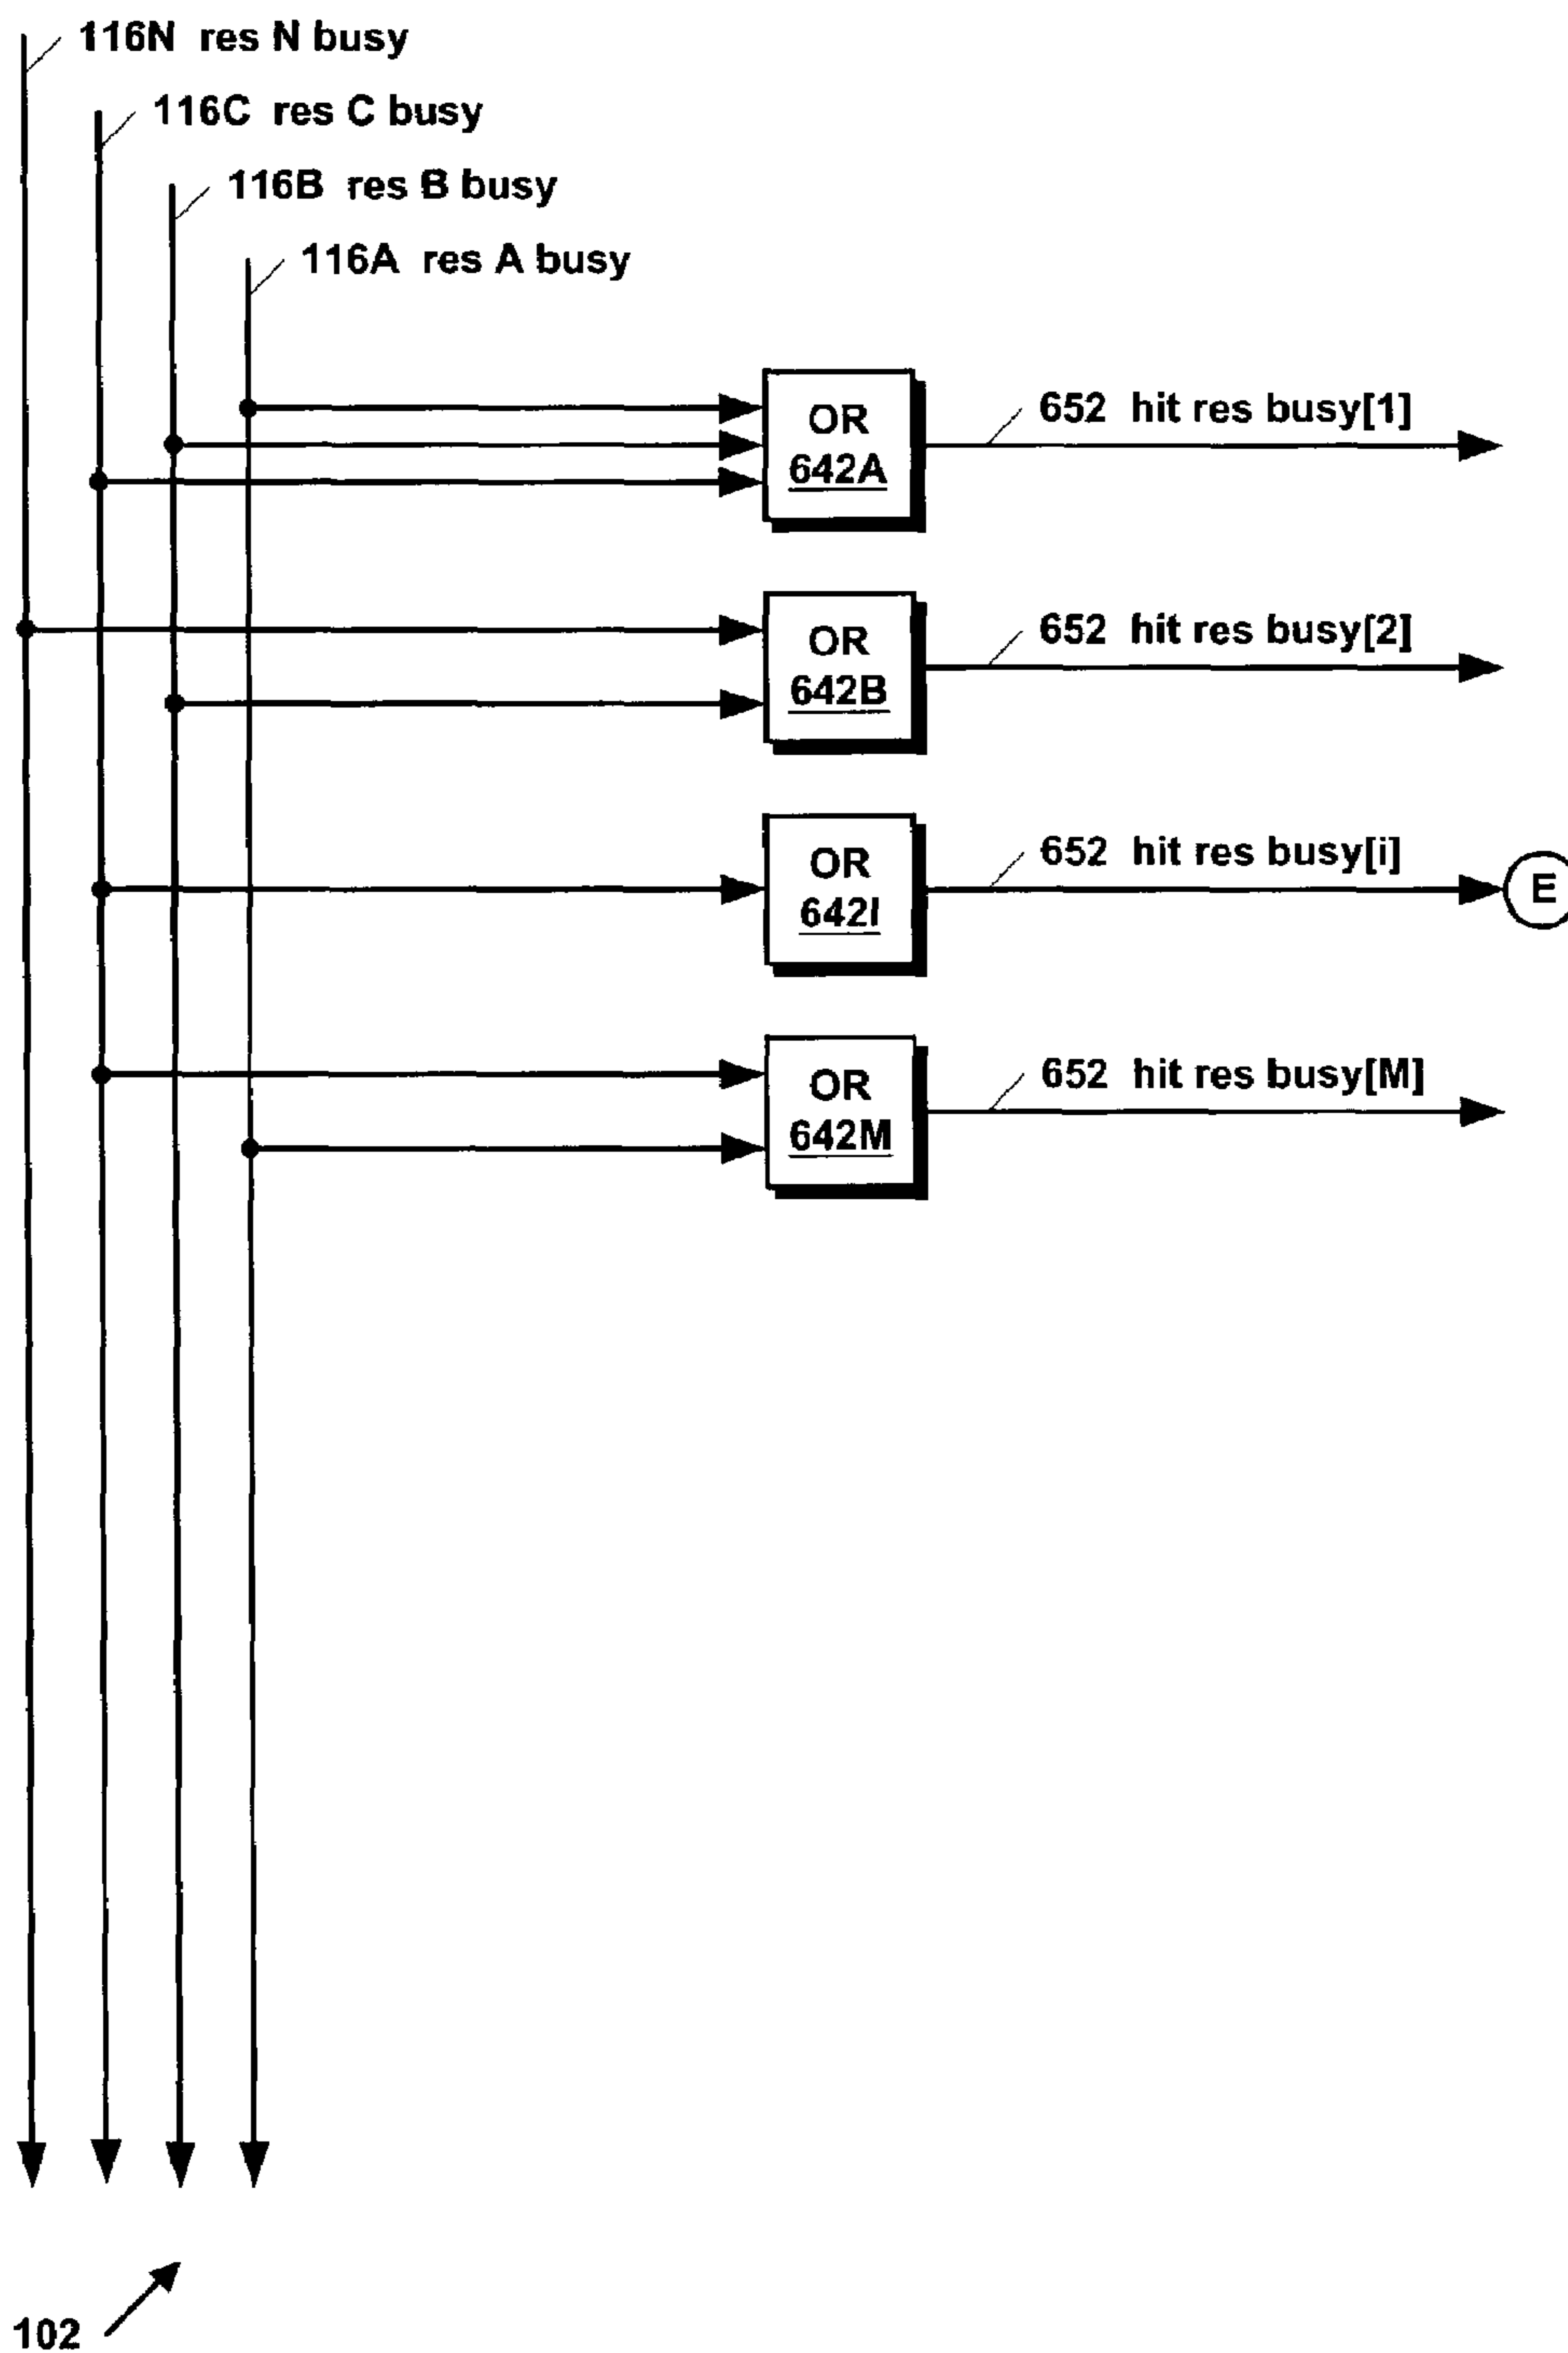 116N res N busy
116C res C busy
116B res B busy
116A res A busy
OR
642A
652 hit res busy[1]
OR
642B
652 hit res busy[2]
OR
642I
652 hit res busy[i]
E
OR
642M
652 hit res busy[M]
102